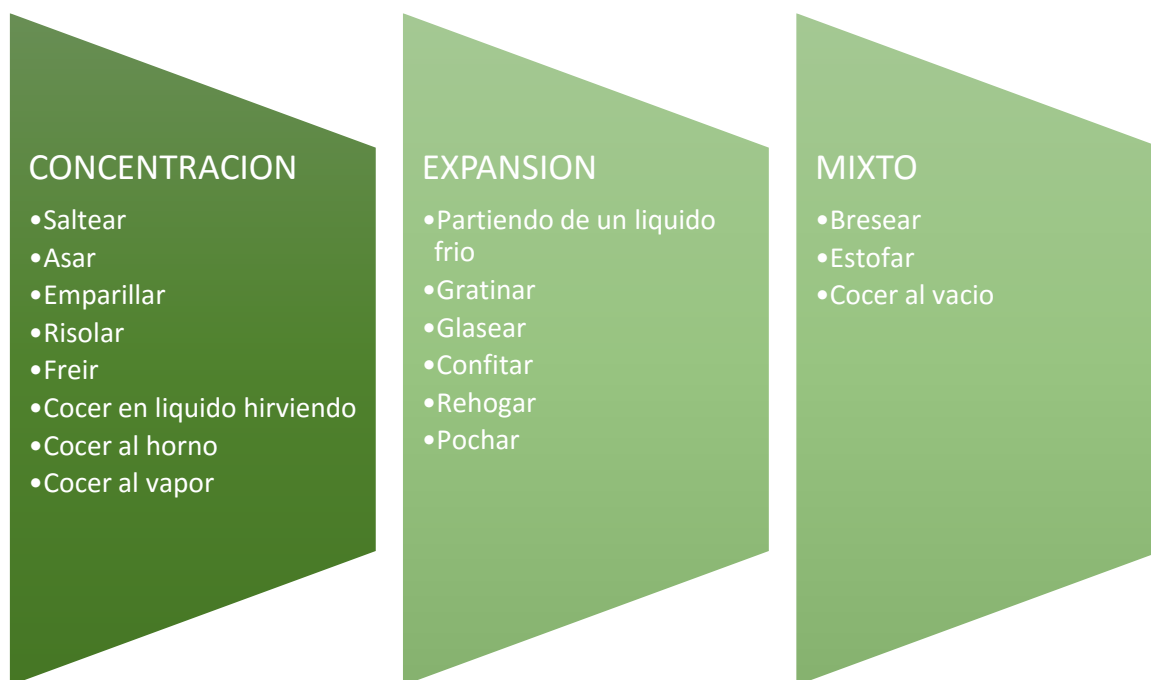 CONCENTRACION
•Saltear
•Asar
•Emparillar
•Risolar
•Freir
•Cocer en liquido hirviendo
•Cocer al horno
•Cocer al vapor
EXPANSION
•Partiendo de un liquido
frio
•Gratinar
•Glasear
•Confitar
•Rehogar
•Pochar
MIXTO
•Bresear
•Estofar
•Cocer al vacio